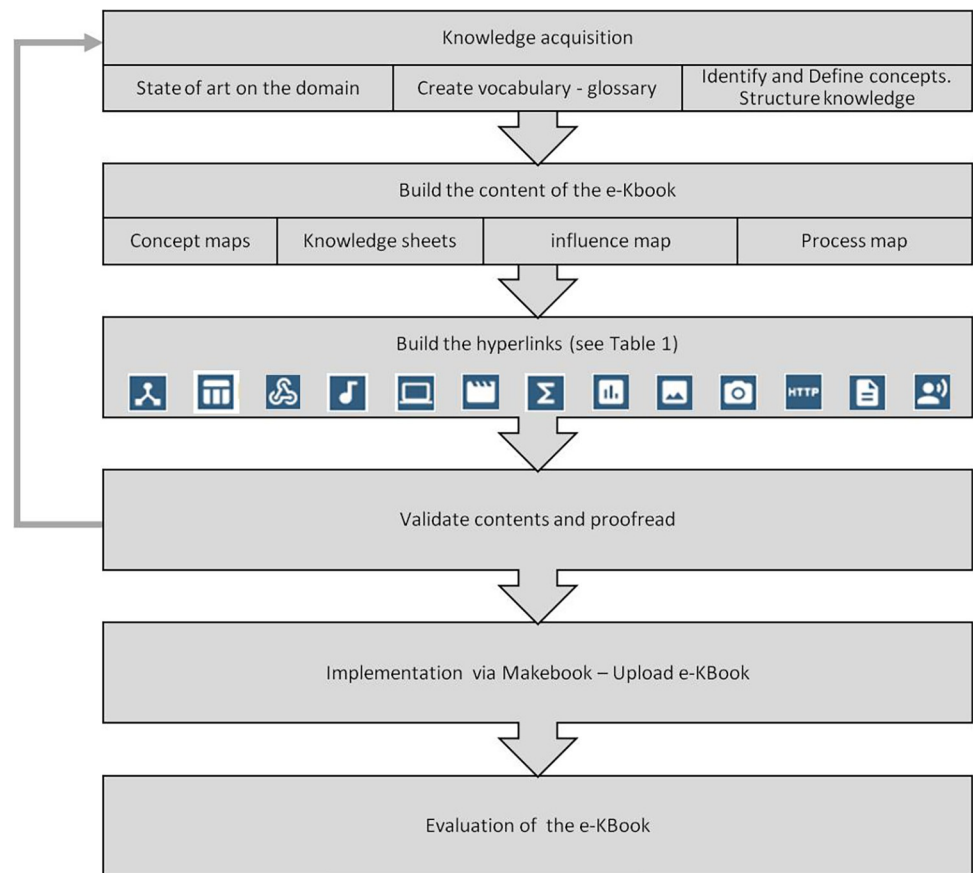 Knowledge acquisition
State of art on the domain
Create vocabulary - glossary
Identify and Define concepts.
Structure knowledge
Build the content of the e-Kbook
Concept maps
Knowledge sheets
influence map
Process map
Build the hyperlinks (see Table 1)
Σ
HTTP
Validate contents and proofread
Implementation via Makebook – Upload e-KBook
Evaluation of the e-KBook